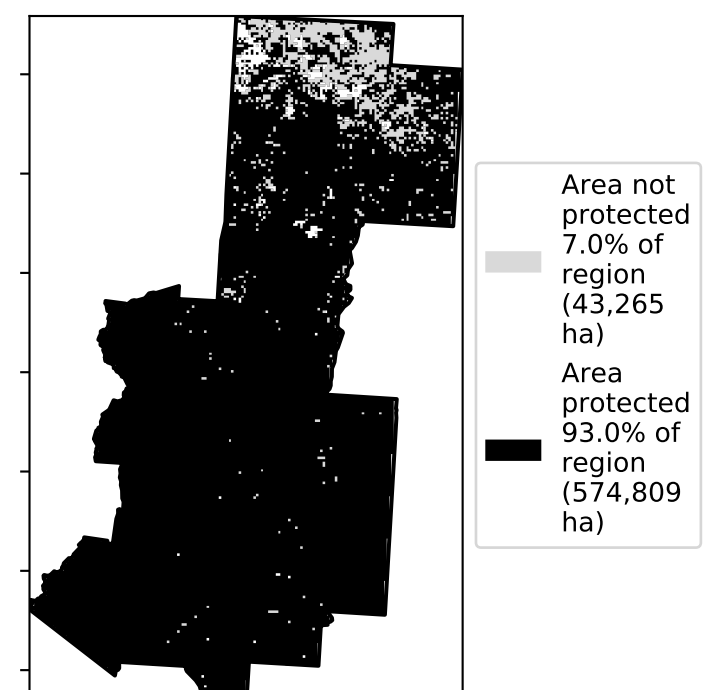 Area not
protected
7.0% of
region
(43,265
ha)
Area
protected
93.0% of
region
(574,809
ha)